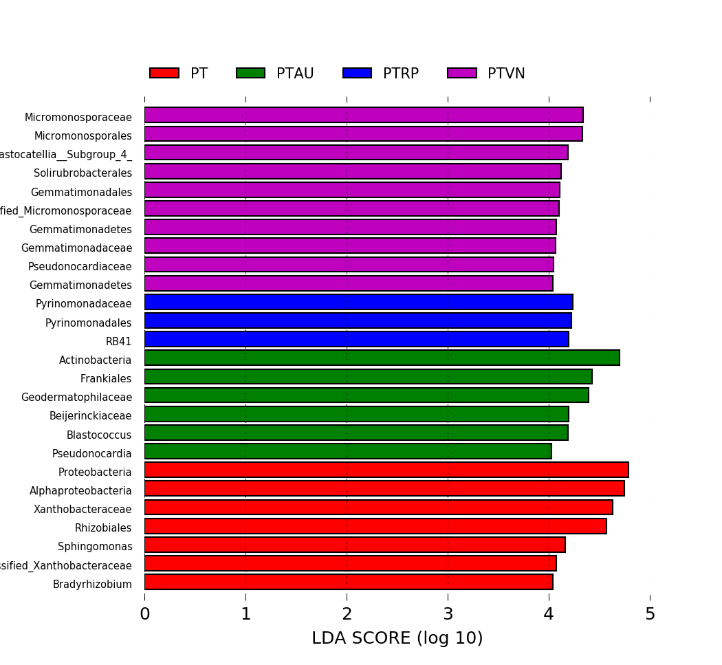 PT PTAU PTRP PTVN
Micromonosporaceae
Micromonosporales
astocatellia__Subgroup_4_
Solirubrobacterales
Gemmatimonadales
fied_Micromonosporaceae
Gemmatimonadetes
Gemmatimonadaceae
Pseudonocardiaceae
Gemmatimonadetes
Pyrinomonadaceae
Pyrinomonadales
RB41
Actinobacteria
Frankiales
Geodermatophilaceae
Beijerinckiaceae
Blastococcus
Pseudonocardia
Proteobacteria
Alphaproteobacteria
Xanthobacteraceae
Rhizobiales
Sphingomonas
ssified_Xanthobacteraceae
Bradyrhizobium
0 1 2 3 4 5
LDA SCORE (log 10)